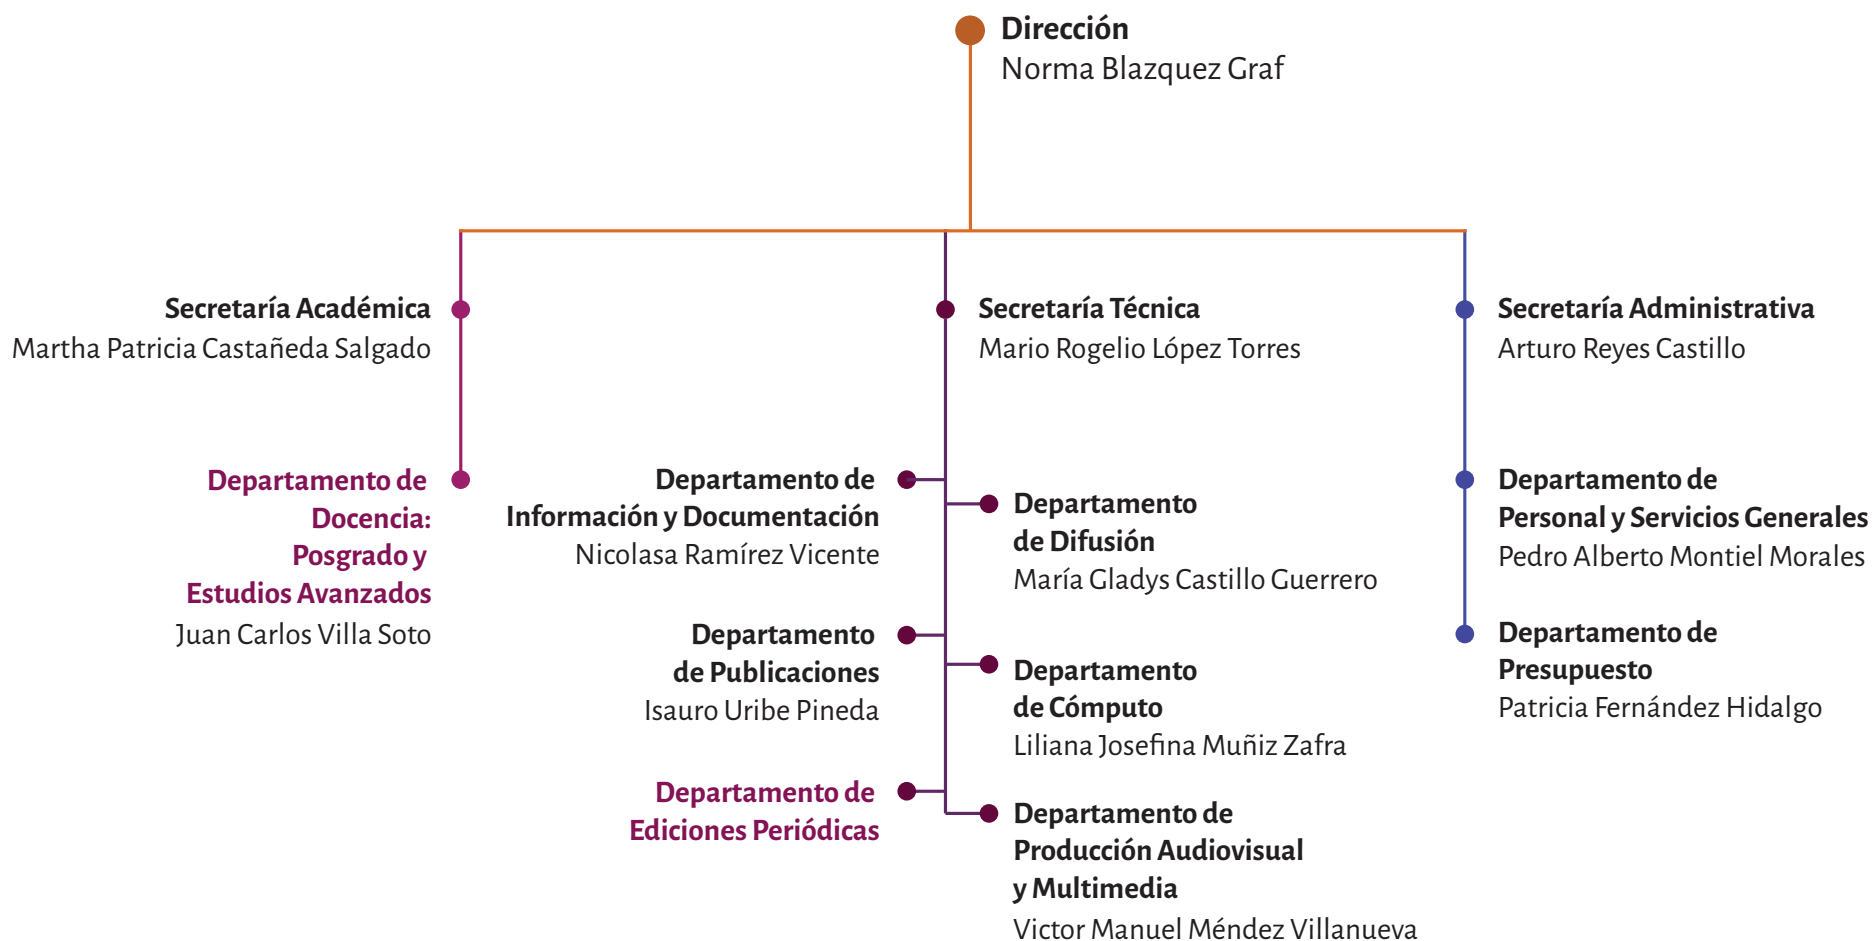 Dirección
Norma Blazquez Graf
Secretaría Académica
Martha Patricia Castañeda Salgado
Secretaría Técnica
Mario Rogelio López Torres
Secretaría Administrativa
Arturo Reyes Castillo
Departamento de
Docencia:
Posgrado y
Estudios Avanzados
Juan Carlos Villa Soto
Departamento de
Información y Documentación
Nicolasa Ramírez Vicente
Departamento
de Publicaciones
Isauro Uribe Pineda
Departamento de
Ediciones Periódicas
Departamento
de Difusión
María Gladys Castillo Guerrero
Departamento
de Cómputo
Liliana Josefina Muñiz Zafra
Departamento de
Producción Audiovisual
y Multimedia
Victor Manuel Méndez Villanueva
Departamento de
Personal y Servicios Generales
Pedro Alberto Montiel Morales
Departamento de
Presupuesto
Patricia Fernández Hidalgo